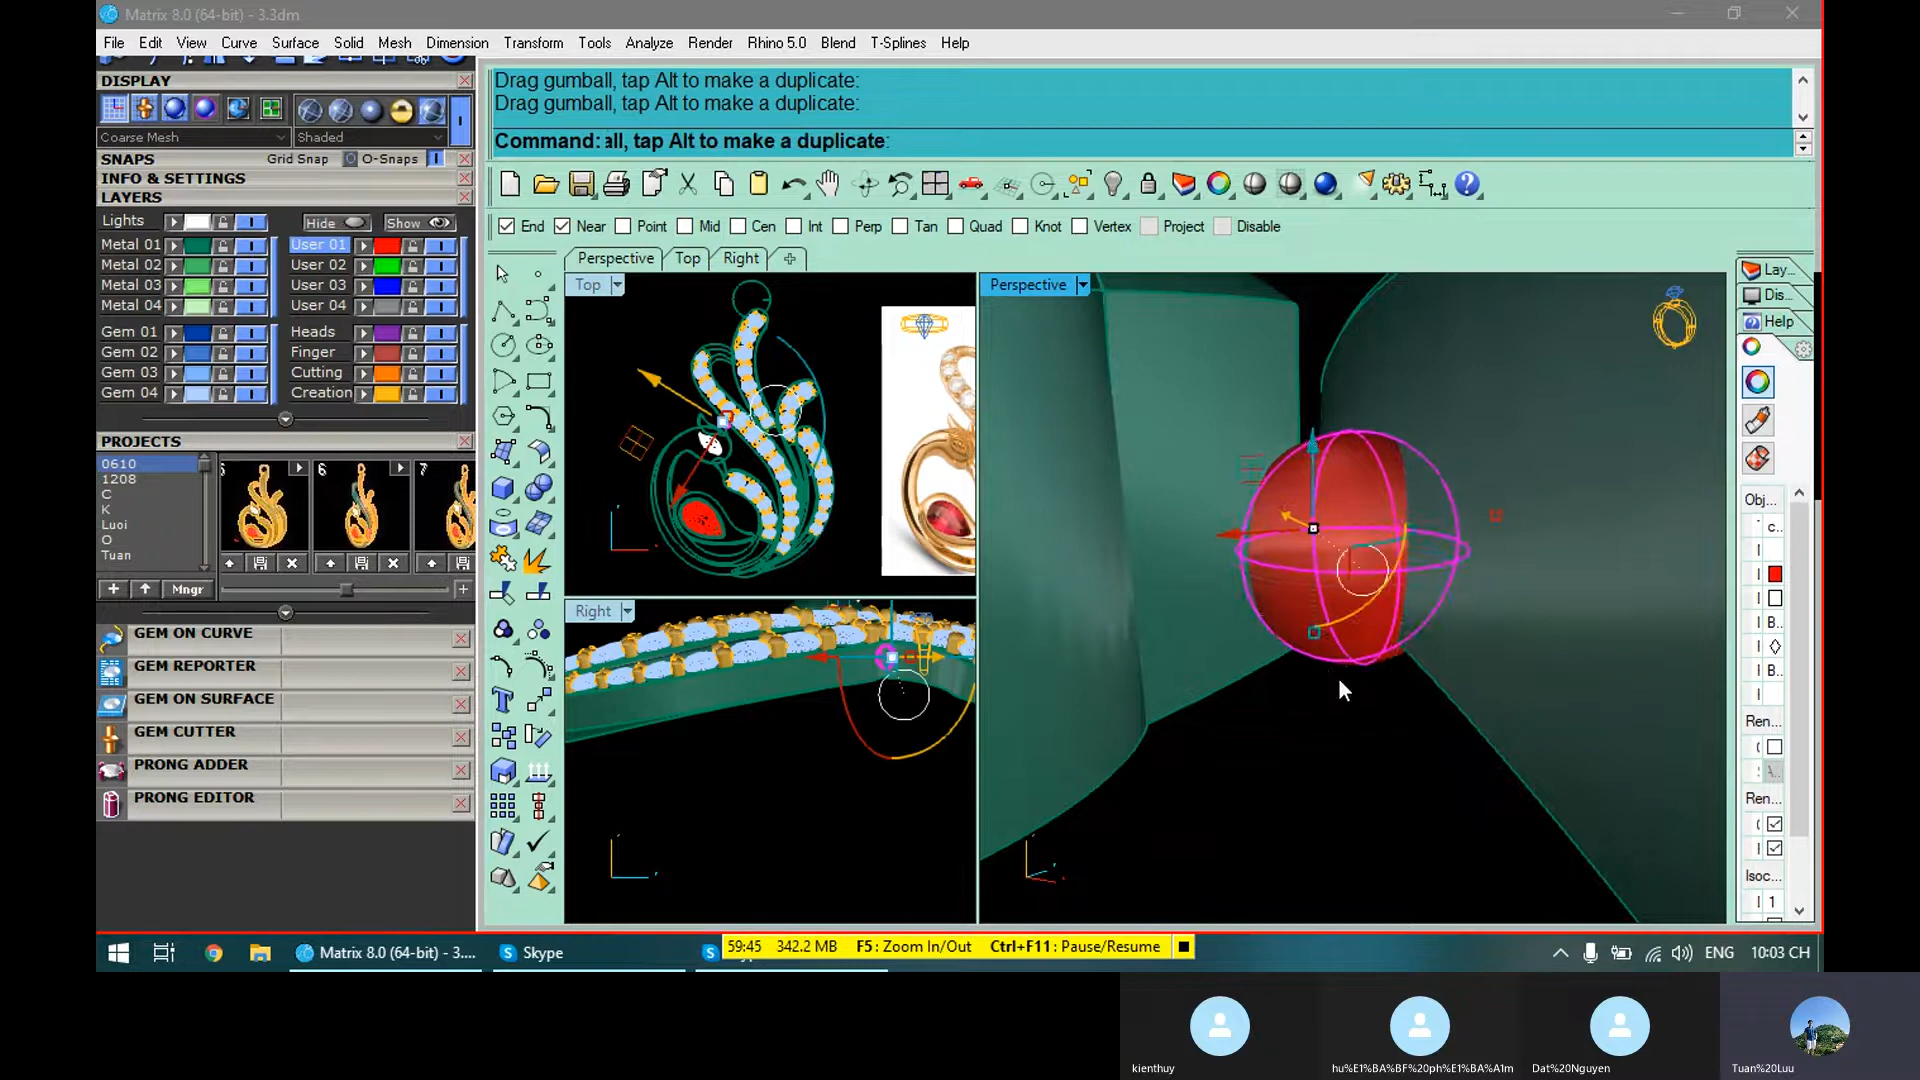 Matrix 8.0 (64-bit) - 3.3dm
File Edit View Curve Surface Solid Mesh Dimension Transform Tools Analyze Render Rhino 5.0 Blend T-Splines Help
DISPLAY
Coarse Mesh Shaded
SNAPS Grid Snap O-Snaps
INFO & SETTINGS
LAYERS
Lights Hide Show
Metal 01 User 01
Metal 02 User 02
Metal 03 User 03
Metal 04 User 04
Gem 01 Heads
Gem 02 Finger
Gem 03 Cutting
Gem 04 Creation
PROJECTS
0610
1208
C
K
Luoi
O
Tuan
6 7
Mngr
GEM ON CURVE
GEM REPORTER
GEM ON SURFACE
GEM CUTTER
PRONG ADDER
PRONG EDITOR
Drag gumball, tap Alt to make a duplicate:
Drag gumball, tap Alt to make a duplicate:
Command: all, tap Alt to make a duplicate:
End Near Point Mid Cen Int Perp Tan Quad Knot Vertex Project Disable
Perspective Top Right
Top
Perspective
Right
Lay...
Dis...
Help
Obj...
c..
B..
B..
Ren...
Ren...
Isoc...
1
Matrix 8.0 (64-bit) - 3.... Skype
59:45 342.2 MB F5: Zoom In/Out Ctrl+F11: Pause/Resume
ENG 10:03 CH
kienthuy hu%E1%BA%BF%20ph%E1%BA%A1m Dat%20Nguyen Tuan%20Luu